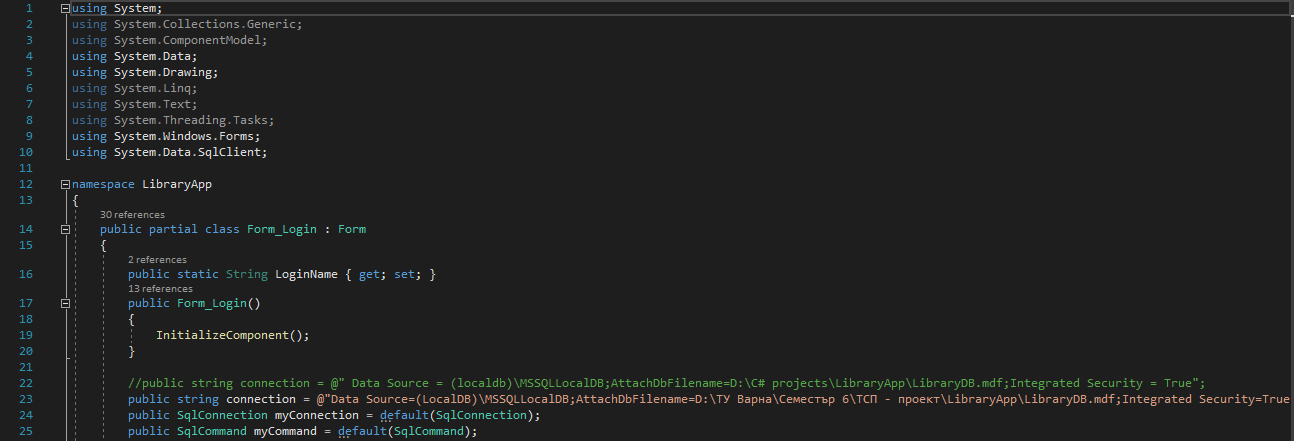 1 using System;
2 using System.Collections.Generic;
3 using System.ComponentModel;
4 using System.Data;
5 using System.Drawing;
6 using System.Linq;
7 using System.Text;
8 using System.Threading.Tasks;
9 using System.Windows.Forms;
10 using System.Data.SqlClient;
11
12 namespace LibraryApp
13 {
30 references
14 public partial class Form_Login : Form
15 {
2 references
16 public static String LoginName { get; set; }
13 references
17 public Form_Login()
18 {
19 InitializeComponent();
20 }
21
22 //public string connection = @" Data Source = (localdb)\MSSQLLocalDB;AttachDbFilename=D:\C# projects\LibraryApp\LibraryDB.mdf;Integrated Security = True";
23 public string connection = @"Data Source=(LocalDB)\MSSQLLocalDB;AttachDbFilename=D:\ТУ Варна\Семестър 6\ТСП - проект\LibraryApp\LibraryDB.mdf;Integrated Security=True
24 public SqlConnection myConnection = default(SqlConnection);
25 public SqlCommand myCommand = default(SqlCommand);